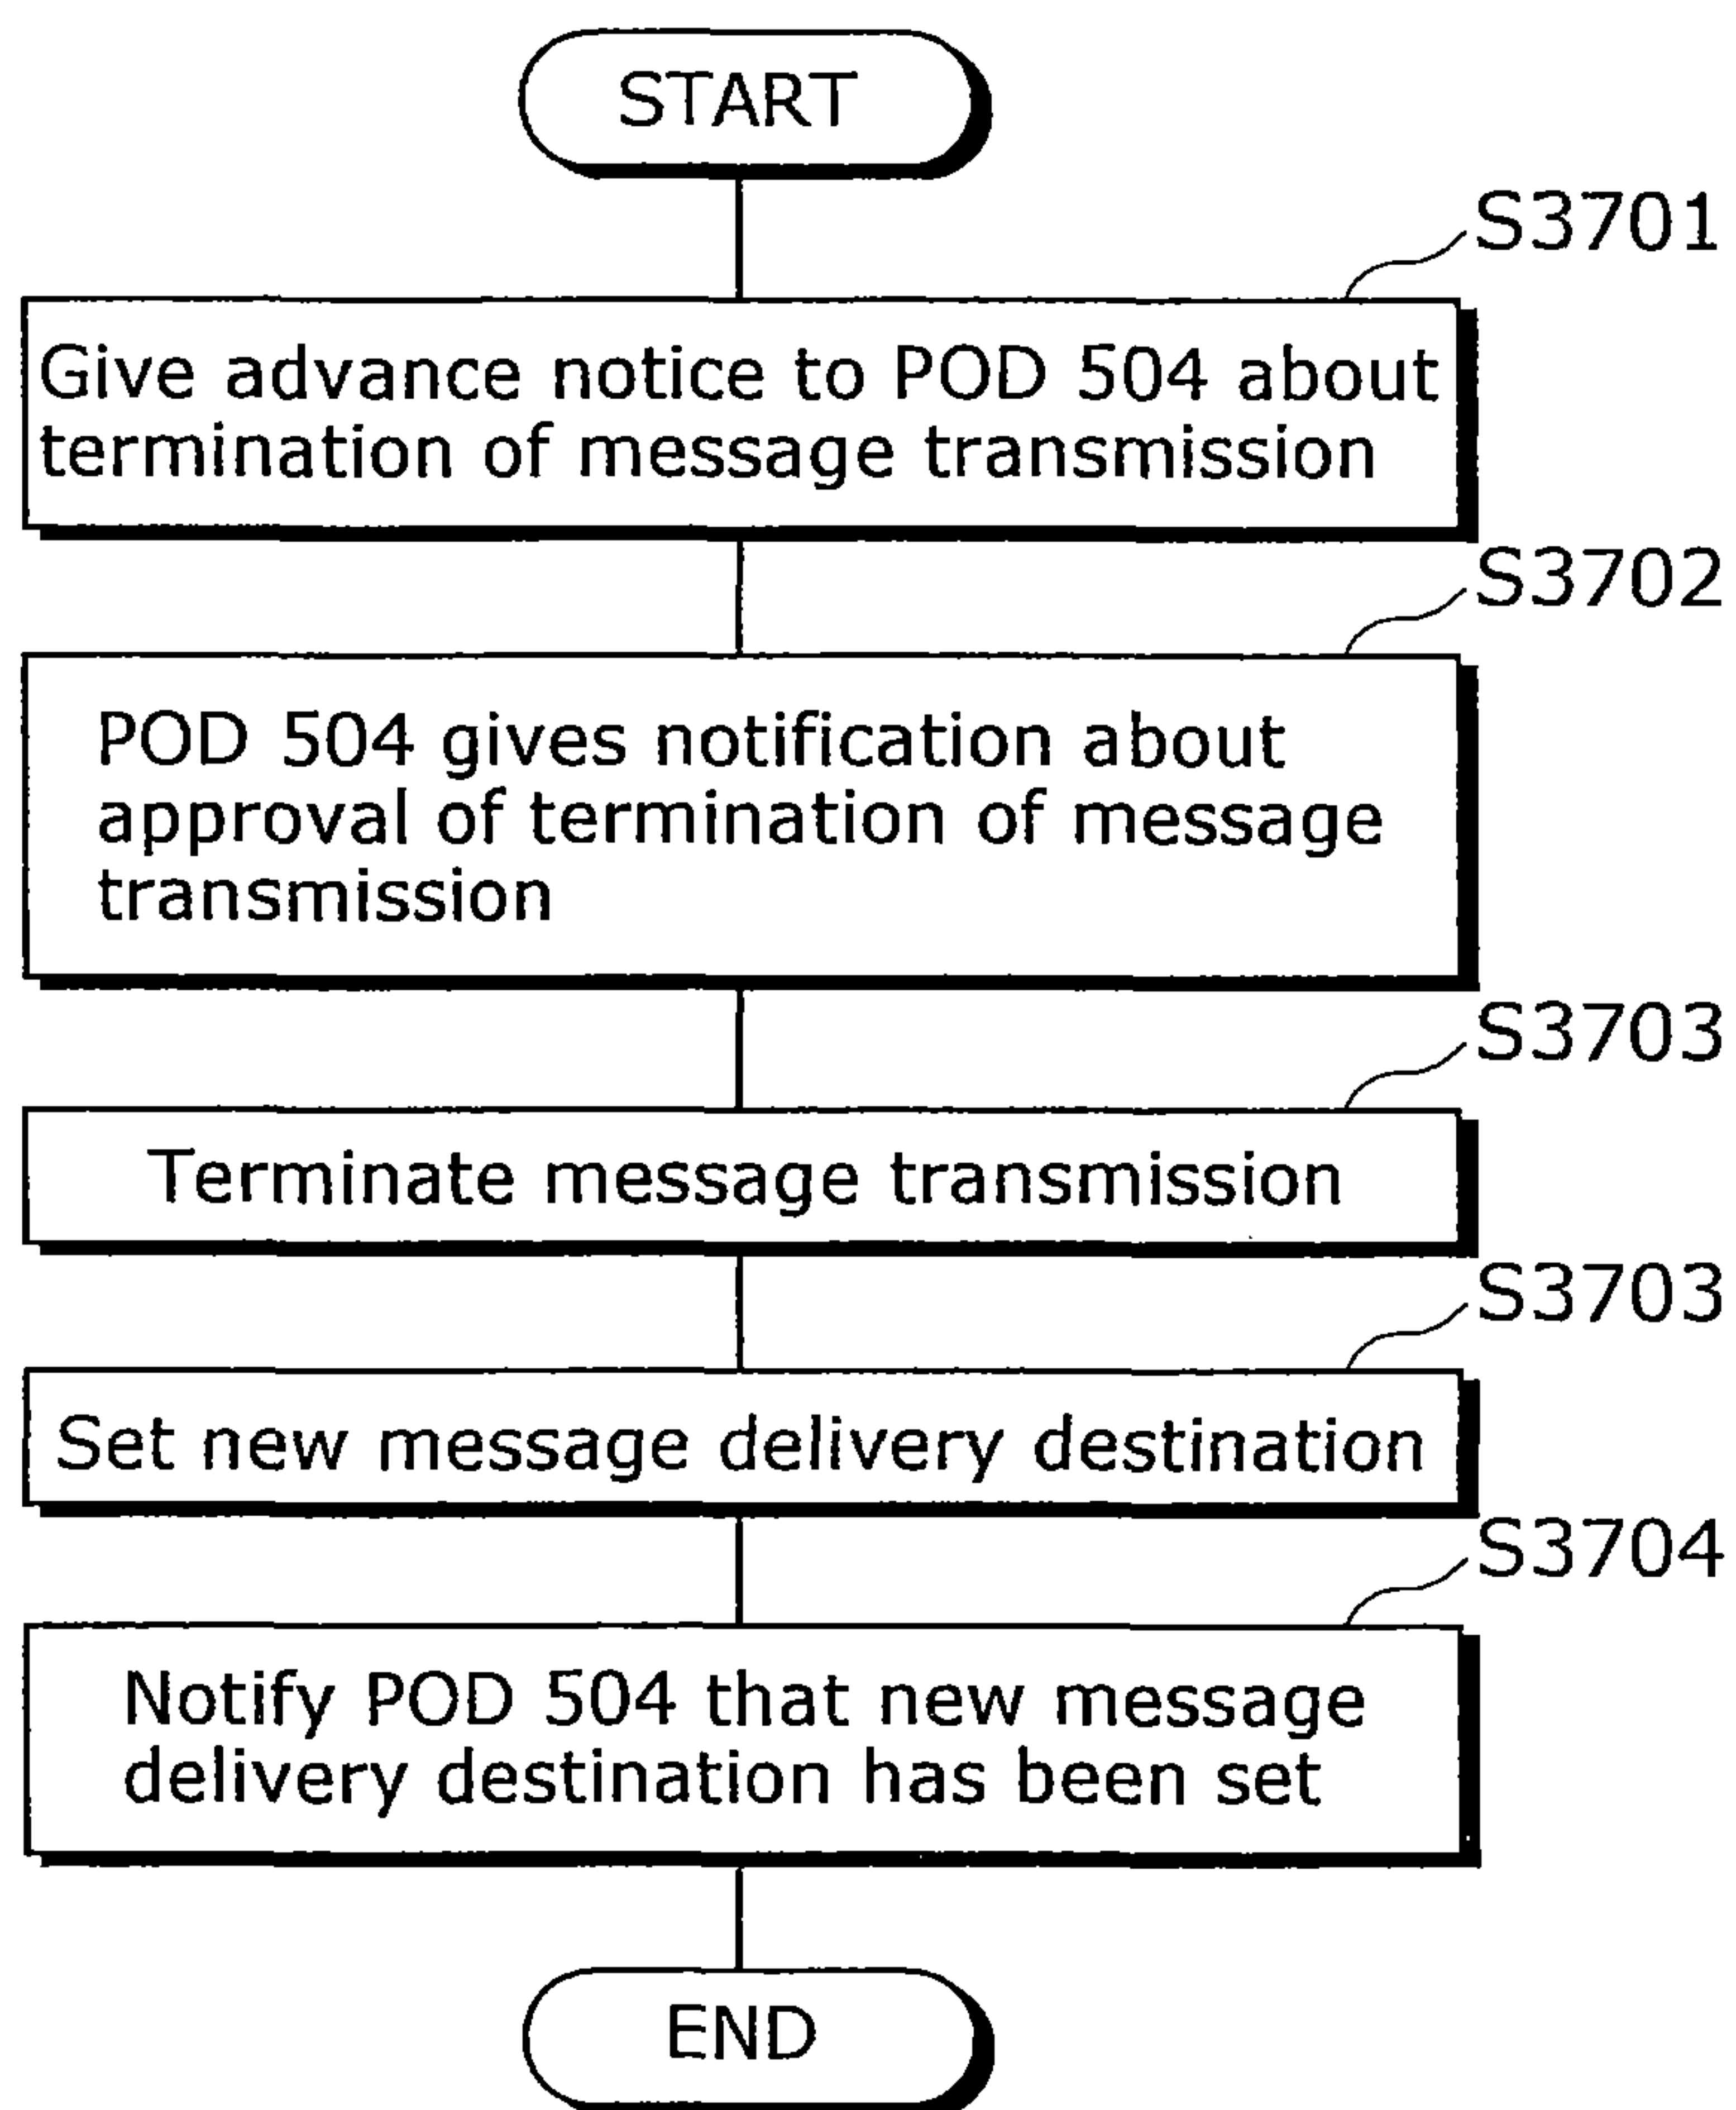 START
S3701
Give advance notice to POD 504 about
termination of message transmission
S3702
POD 504 gives notification about
approval of termination of message
transmission
S3703
Terminate message transmission
S3703
Set new message delivery destination
S3704
Notify POD 504 that new message
delivery destination has been set
END